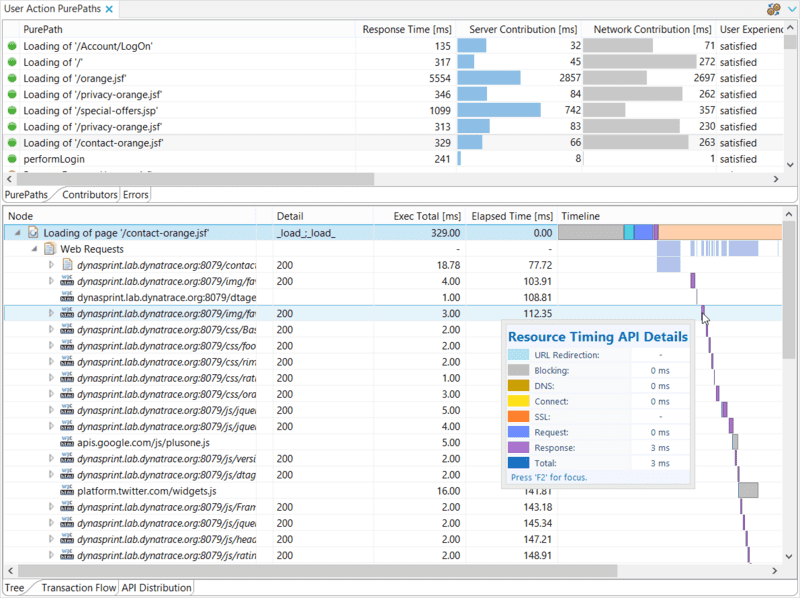 User Action PurePaths
PurePath Response Time [ms] Server Contribution [ms] Network Contribution [ms] User Experienc
Loading of '/Account/LogOn' 135 32 71 satisfied
Loading of '/' 317 45 272 satisfied
Loading of '/orange.jsf' 5554 2857 2697 satisfied
Loading of '/privacy-orange.jsf' 346 84 262 satisfied
Loading of '/special-offers.jsp' 1099 742 357 satisfied
Loading of '/privacy-orange.jsf' 313 83 230 satisfied
Loading of '/contact-orange.jsf' 329 66 263 satisfied
performLogin 241 8 1 satisfied
PurePaths Contributors Errors
Node Detail Exec Total [ms] Elapsed Time [ms] Timeline
Loading of page '/contact-orange.jsf' _load_;_load_ 329.00 0.00
Web Requests - -
dynasprint.lab.dynatrace.org:8079/contac 200 18.78 77.72
dynasprint.lab.dynatrace.org:8079/img/fav 200 4.00 103.91
dynasprint.lab.dynatrace.org:8079/dtage 1.00 108.81
dynasprint.lab.dynatrace.org:8079/img/fav 200 3.00 112.35
dynasprint.lab.dynatrace.org:8079/css/Bas 200 2.00
dynasprint.lab.dynatrace.org:8079/css/foo 200 2.00
dynasprint.lab.dynatrace.org:8079/css/rim 200 2.00
dynasprint.lab.dynatrace.org:8079/css/rat 200 1.00
dynasprint.lab.dynatrace.org:8079/css/ora 200 3.00
dynasprint.lab.dynatrace.org:8079/js/jque 200 5.00
dynasprint.lab.dynatrace.org:8079/js/jque 200 4.00
apis.google.com/js/plusone.js 5.00
dynasprint.lab.dynatrace.org:8079/js/versi 200 2.00
dynasprint.lab.dynatrace.org:8079/js/dtag 200 2.00
platform.twitter.com/widgets.js 16.00 141.81
dynasprint.lab.dynatrace.org:8079/js/Fram 200 2.00 143.18
dynasprint.lab.dynatrace.org:8079/js/jque 200 2.00 145.34
dynasprint.lab.dynatrace.org:8079/js/head 200 2.00 147.21
dynasprint.lab.dynatrace.org:8079/js/ratin 200 2.00 148.91
Resource Timing API Details
URL Redirection: -
Blocking: 0 ms
DNS: 0 ms
Connect: 0 ms
SSL: -
Request: 0 ms
Response: 3 ms
Total: 3 ms
Press 'F2' for focus.
Tree Transaction Flow API Distribution